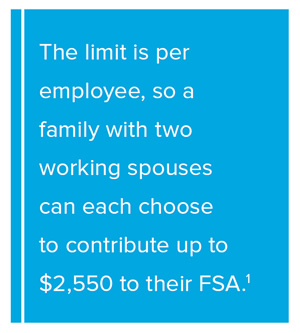 The limit is per
employee, so a
family with two
working spouses
can each choose
to contribute up to
$2,550 to their FSA.¹